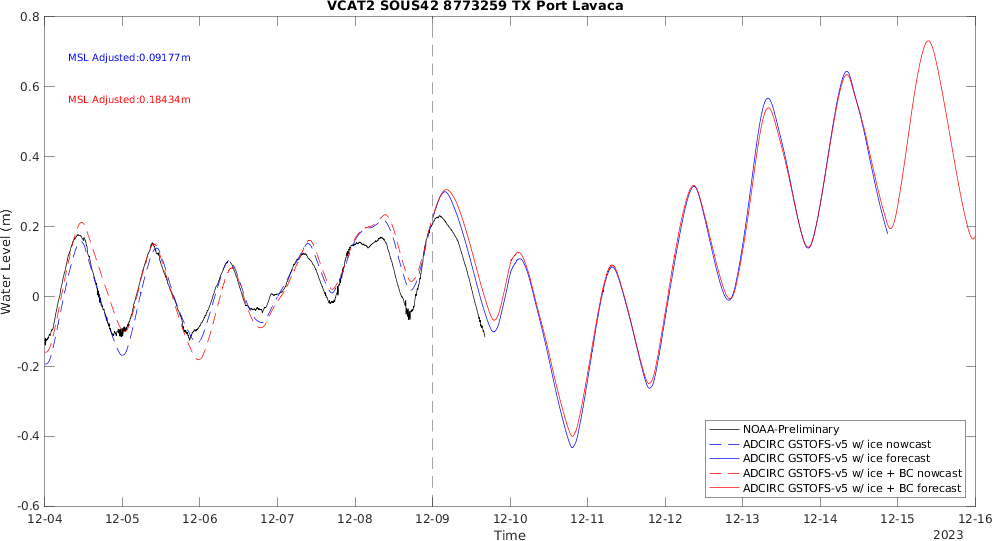 VCAT2 SOUS42 8773259 TX Port Lavaca
MSL Adjusted:0.09177m
MSL Adjusted:0.18434m
Water Level (m)
0.8
0.6
0.4
0.2
0
-0.2
-0.4
-0.6
NOAA-Preliminary
ADCIRC GSTOFS-v5 w/ ice nowcast
ADCIRC GSTOFS-v5 w/ ice forecast
ADCIRC GSTOFS-v5 w/ ice + BC nowcast
ADCIRC GSTOFS-v5 w/ ice + BC forecast
12-04 12-05 12-06 12-07 12-08 12-09 12-10 12-11 12-12 12-13 12-14 12-15 12-16
Time
2023